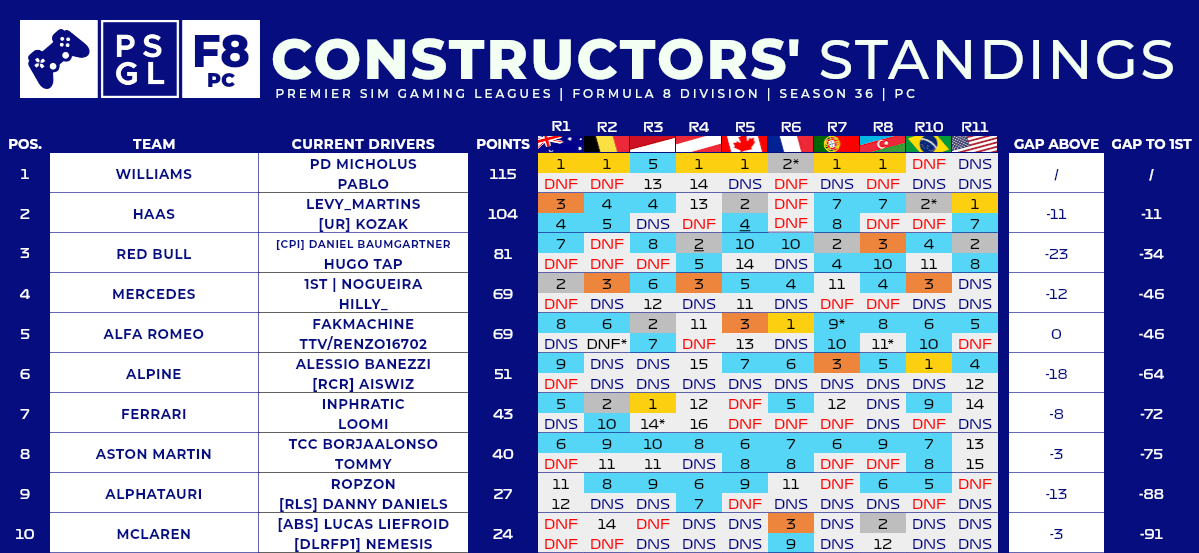 PS
GL
F8
PC
CONSTRUCTORS' STANDINGS
PREMIER SIM GAMING LEAGUES | FORMULA 8 DIVISION | SEASON 36 | PC
R1 R2 R3 R4 R5 R6 R7 R8 R10 R11
POS. TEAM CURRENT DRIVERS POINTS GAP ABOVE GAP TO 1ST
PD MICHOLUS 1 1 5 1 1 2* 1 1 DNF DNS
1 WILLIAMS 115 / /
PABLO DNF DNF 13 14 DNS DNF DNS DNF DNS DNS
LEVY_MARTINS 3 4 4 13 2 DNF 7 7 2* 1
2 HAAS 104 -11 -11
[UR] KOZAK 4 5 DNS DNF 4 DNF 8 DNF DNF 7
[CPI] DANIEL BAUMGARTNER 7 DNF 8 2 10 10 2 3 4 2
3 RED BULL 81 -23 -34
HUGO TAP DNF DNF DNF 5 14 DNS 4 10 11 8
1ST | NOGUEIRA 2 3 6 3 5 4 11 4 3 DNS
4 MERCEDES 69 -12 -46
HILLY_ DNF DNS 12 DNS 11 DNS DNF DNF DNS DNS
FAKMACHINE 8 6 2 11 3 1 9* 8 6 5
5 ALFA ROMEO 69 0 -46
TTV/RENZO16702 DNS DNF* 7 DNF 13 DNS 10 11* 10 DNF
ALESSIO BANEZZI 9 DNS DNS 15 7 6 3 5 1 4
6 ALPINE 51 -18 -64
[RCR] AISWIZ DNF DNS DNS DNS DNS DNS DNS DNS DNS 12
INPHRATIC 5 2 1 12 DNF 5 12 DNS 9 14
7 FERRARI 43 -8 -72
LOOMI DNS 10 14* 16 DNF DNS DNF DNS DNF DNS
TCC BORJAALONSO 6 9 10 8 6 7 6 9 7 13
8 ASTON MARTIN 40 -3 -75
TOMMY DNF 11 11 DNS 8 8 DNF DNF 8 15
ROPZON 11 8 9 6 9 11 DNF 6 5 DNF
9 ALPHATAURI 27 -13 -88
[RLS] DANNY DANIELS 12 DNS DNS 7 DNF DNS DNS DNS DNS DNS
[ABS] LUCAS LIEFROID DNF 14 DNF DNS DNS 3 DNS 2 DNS DNS
10 MCLAREN 24 -3 -91
[DLRFP1] NEMESIS DNF DNF DNS DNS DNS 9 DNS 12 DNS DNS